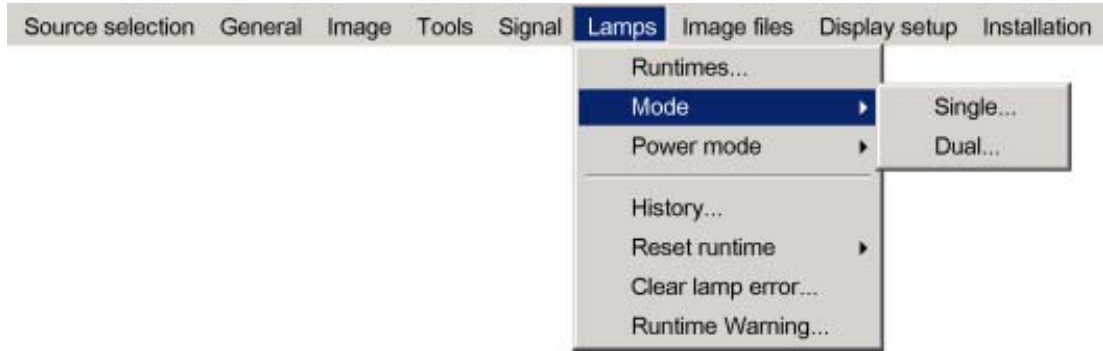 Source selection General Image Tools Signal Lamps Image files Display setup Installation
Runtimes...
Mode
Single...
Power mode
Dual...
History...
Reset runtime
Clear lamp error...
Runtime Warning...